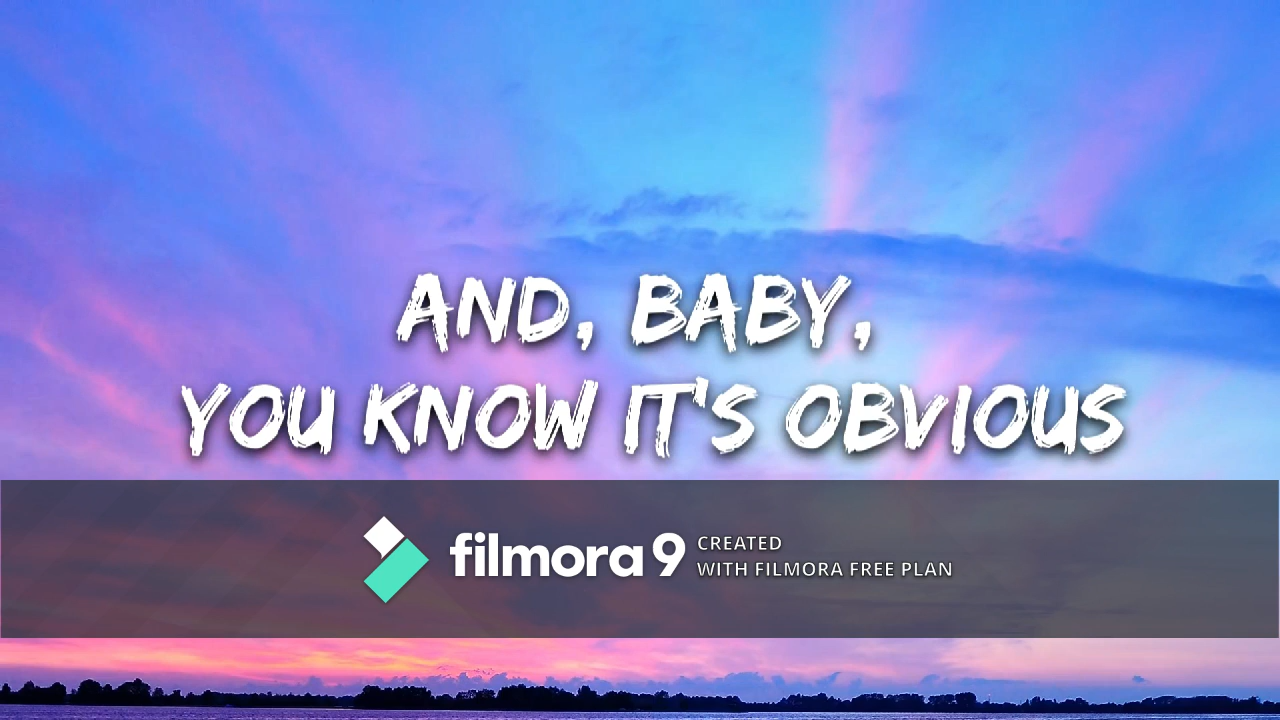 AND, BABY,
YOU KNOW IT'S OBVIOUS
filmora 9
CREATED
WITH FILMORA FREE PLAN